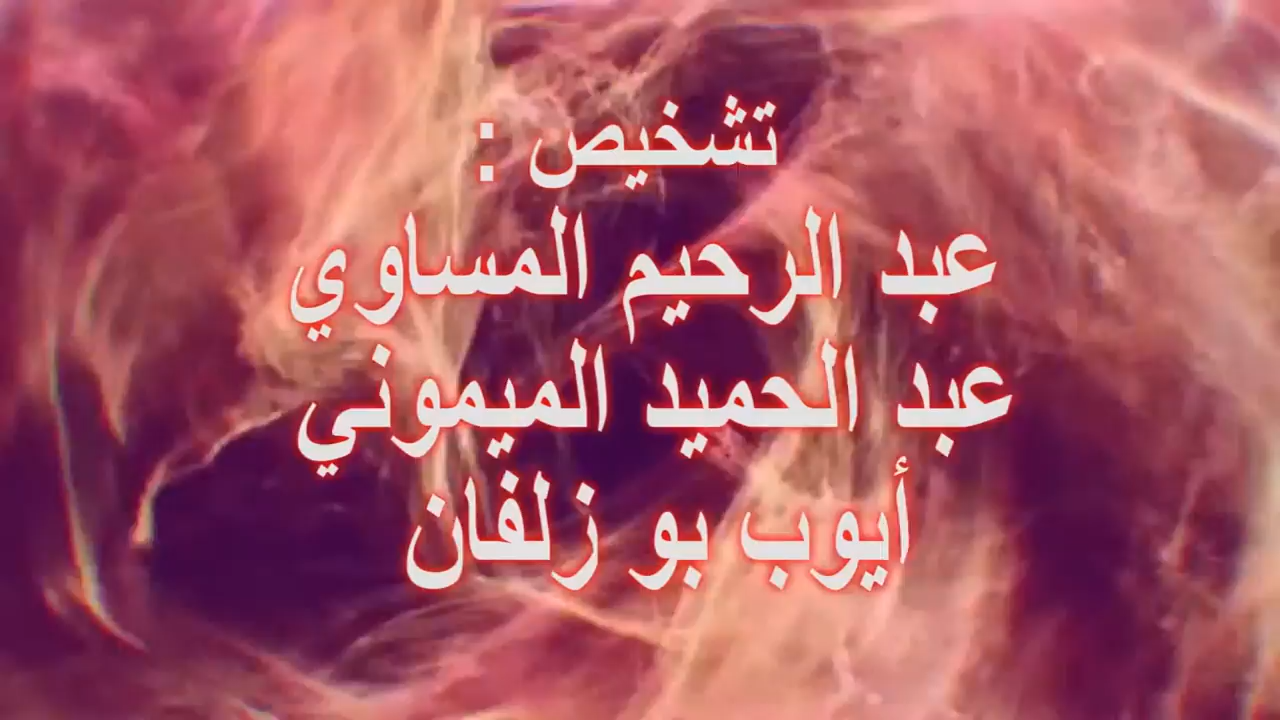 تشخيص :
عبد الرحيم المساوي
عبد الحميد الميموني
أيوب بو زلفان